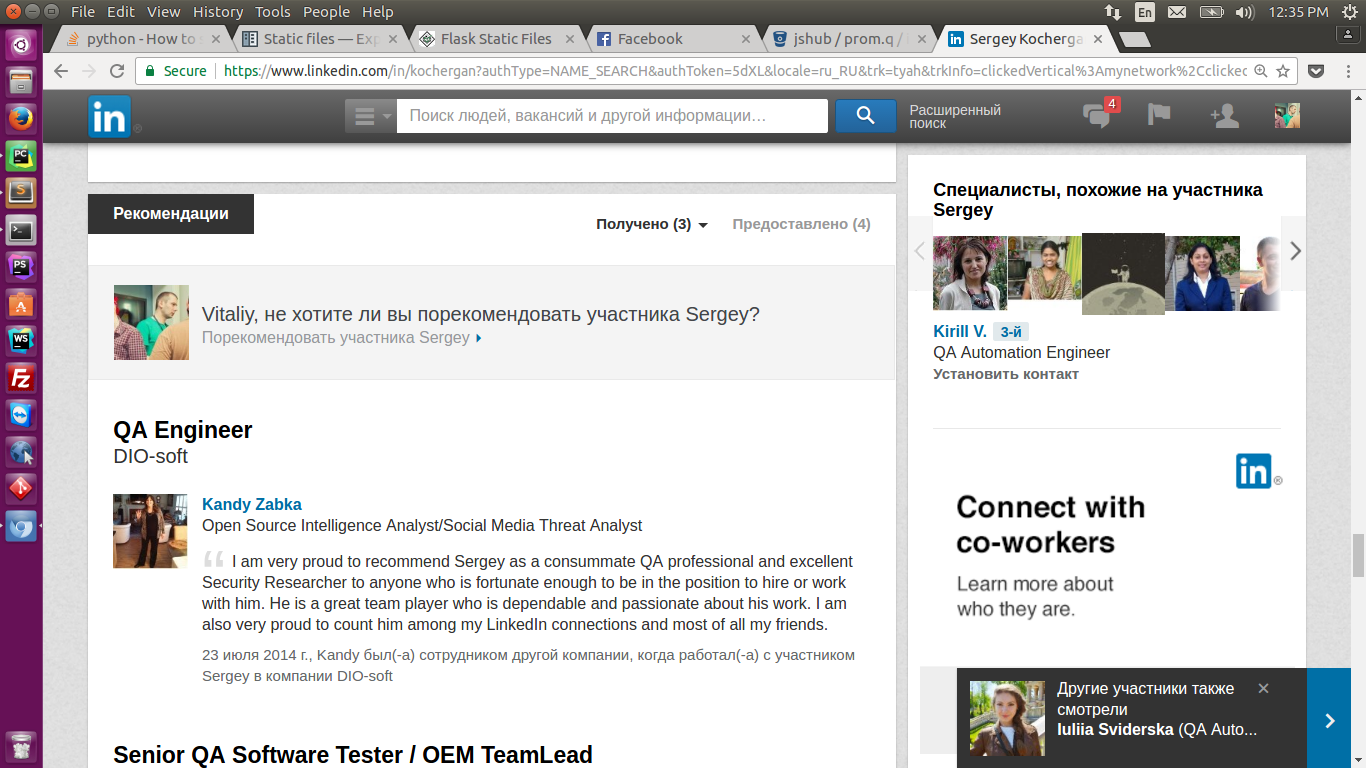 File Edit View History Tools People Help
En
12:35 PM
python - How to
Static files — Exp
Flask Static Files
Facebook
jshub / prom.q /
Sergey Kocherga
Secure
https://www.linkedin.com/in/kochergan?authType=NAME_SEARCH&authToken=5dXL&locale=ru_RU&trk=tyah&trkInfo=clickedVertical%3Amynetwork%2Cclickec
in
Поиск людей, вакансий и другой информации…
Расширенный
поиск
4
Рекомендации
Получено (3)
Предоставлено (4)
Vitaliy, не хотите ли вы порекомендовать участника Sergey?
Порекомендовать участника Sergey
QA Engineer
DIO-soft
Kandy Zabka
Open Source Intelligence Analyst/Social Media Threat Analyst
“ I am very proud to recommend Sergey as a consummate QA professional and excellent
Security Researcher to anyone who is fortunate enough to be in the position to hire or work
with him. He is a great team player who is dependable and passionate about his work. I am
also very proud to count him among my LinkedIn connections and most of all my friends.
23 июля 2014 г., Kandy был(-а) сотрудником другой компании, когда работал(-а) с участником
Sergey в компании DIO-soft
Senior QA Software Tester / OEM TeamLead
Специалисты, похожие на участника
Sergey
Kirill V. 3-й
QA Automation Engineer
Установить контакт
in®
Connect with
co-workers
Learn more about
who they are.
Другие участники также
смотрели
Iuliia Sviderska (QA Auto...
PC
S
PS
WS
Fz